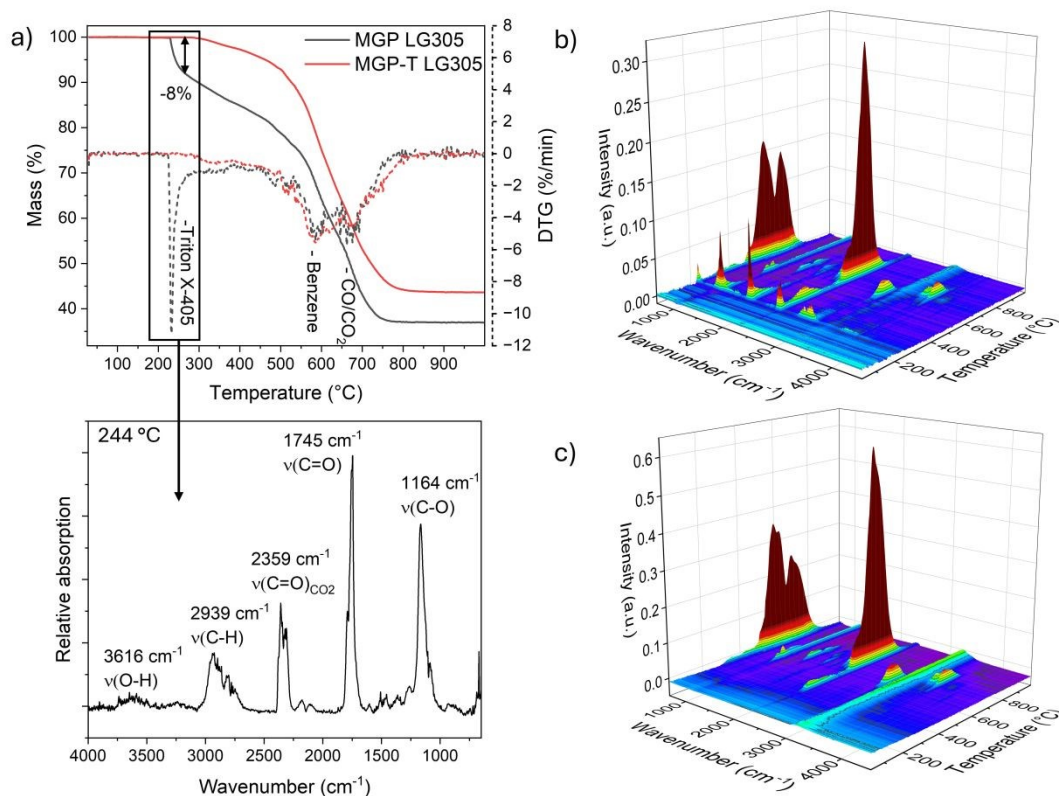 a)
MGP LG305
MGP-T LG305
-8%
-Triton X-405
- Benzene
- CO/CO2
Mass (%)
100
90
80
70
60
50
40
DTG (%/min)
8
6
4
2
0
-2
-4
-6
-8
-10
-12
100 200 300 400 500 600 700 800 900
Temperature (°C)
244 ºC
1745 cm⁻¹
ν(C=O)
1164 cm⁻¹
ν(C-O)
2359 cm⁻¹
ν(C=O)CO2
2939 cm⁻¹
ν(C-H)
3616 cm⁻¹
ν(O-H)
Relative absorption
4000 3500 3000 2500 2000 1500 1000
Wavenumber (cm⁻¹)
b)
Intensity (a.u.)
0.30
0.25
0.20
0.15
0.10
0.05
0.00
1000
2000
3000
4000
Wavenumber (cm⁻¹)
200
400
600
800
Temperature (°C)
c)
Intensity (a.u.)
0.6
0.5
0.4
0.3
0.2
0.1
0.0
1000
2000
3000
4000
Wavenumber (cm⁻¹)
200
400
600
800
Temperature (°C)